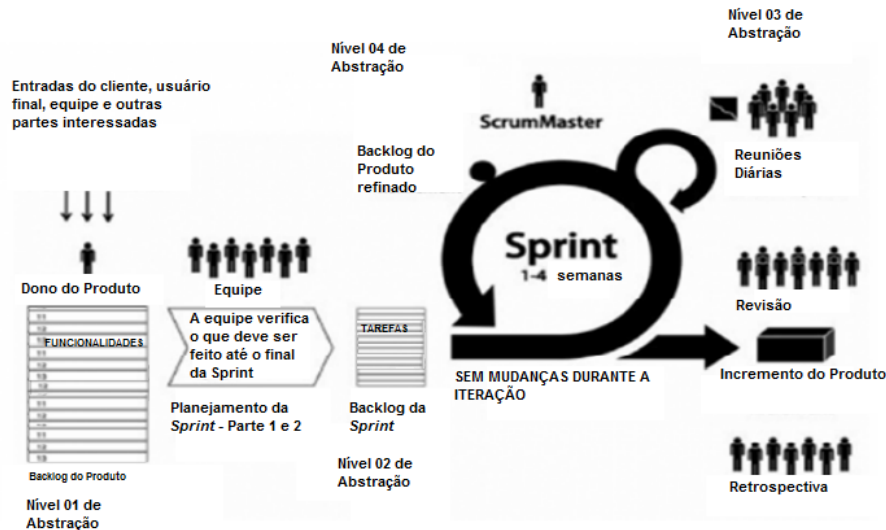 Nível 03 de
Abstração
Nível 04 de
Abstração
Entradas do cliente, usuário
final, equipe e outras
partes interessadas
ScrumMaster
Backlog do
Produto
refinado
Reuniões
Diárias
Sprint
1-4 semanas
Dono do Produto
Equipe
Revisão
FUNCIONALIDADES
A equipe verifica
o que deve ser
feito até o final
da Sprint
TAREFAS
SEM MUDANÇAS DURANTE A
ITERAÇÃO
Incremento do Produto
Planejamento da
Sprint - Parte 1 e 2
Backlog da
Sprint
Backlog do Produto
Nível 02 de
Abstração
Retrospectiva
Nível 01 de
Abstração